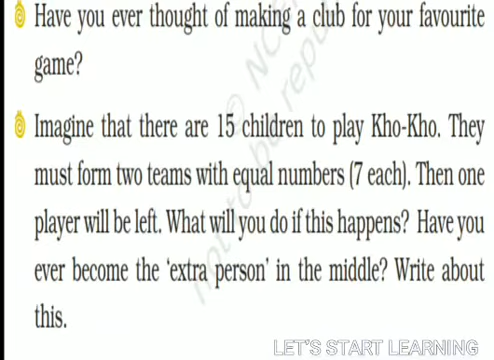 Have you ever thought of making a club for your favourite
game?
Imagine that there are 15 children to play Kho-Kho. They
must form two teams with equal numbers (7 each). Then one
player will be left. What will you do if this happens? Have you
ever become the ‘extra person’ in the middle? Write about
this.
LET'S START LEARNING